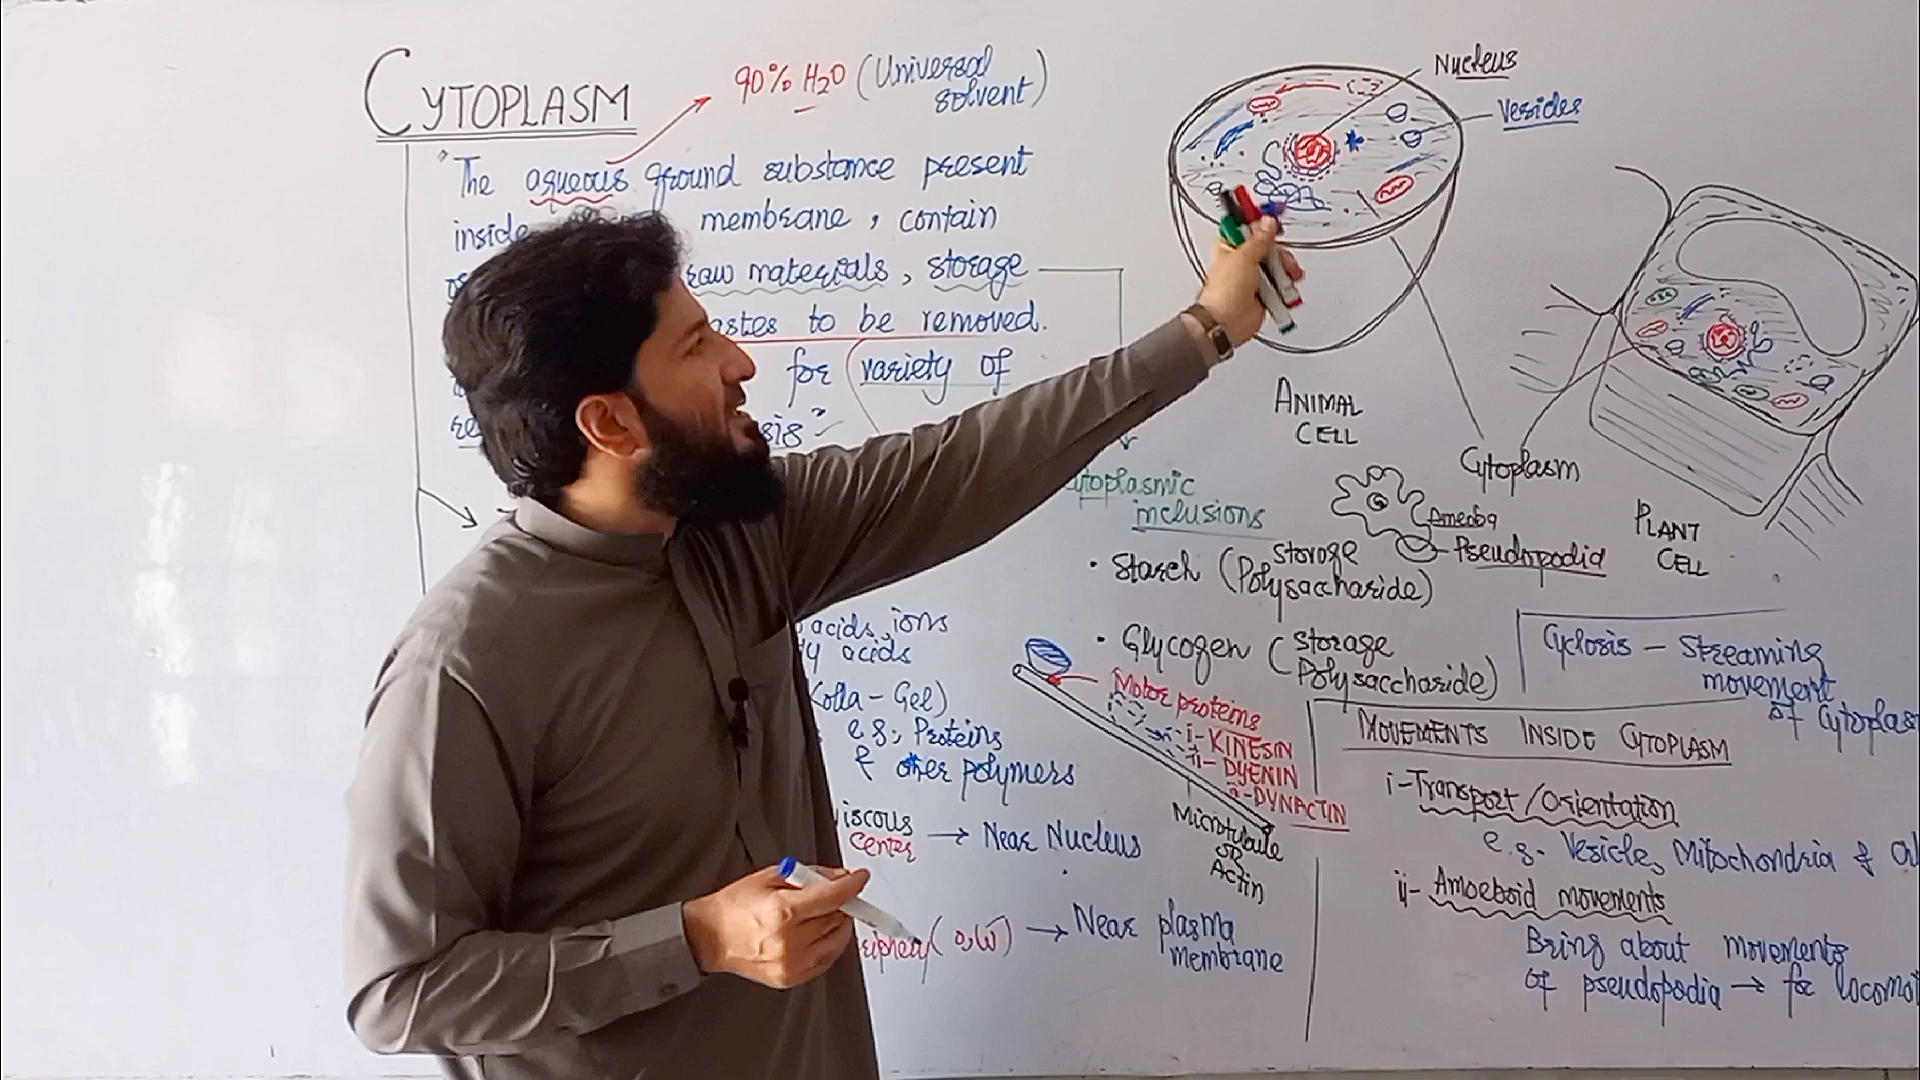 CYTOPLASM
90% H2O (Universal
solvent)
"The aqueous ground substance present
inside membrane, contain
raw materials, storage
wastes to be removed.
for variety of
Nucleus
Vesicles
ANIMAL
CELL
Cytoplasm
PLANT
CELL
Ameoba
Pseudopodia
cytoplasmic
inclusions
• Starch (Storage
Polysaccharide)
• Glycogen (Storage
Polysaccharide)
acids, ions
acids
- Gel)
e.g; Proteins
& other polymers
viscous
center → Near Nucleus
→ Near plasma
membrane
Motor proteins
i-KINESIN
ii- DYENIN
-DYNACTIN
Microtubule
or
Actin
Cyclosis - Streaming
movement
of Cytoplasm
MOVEMENTS INSIDE CYTOPLASM
i-Transport/Orientation
e.g- Vesicle, Mitochondria &
ii- Amoeboid movements
Bring about movements
of pseudopodia → for locomot